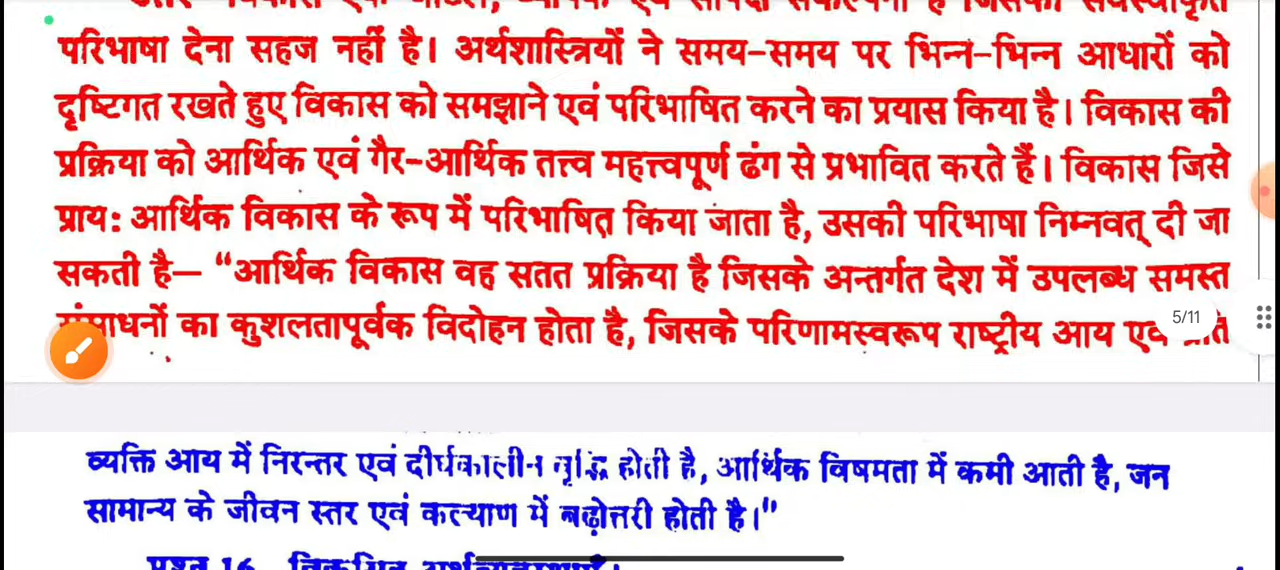 परिभाषा देना सहज नहीं है। अर्थशास्त्रियों ने समय-समय पर भिन्न-भिन्न आधारों को
दृष्टिगत रखते हुए विकास को समझाने एवं परिभाषित करने का प्रयास किया है। विकास की
प्रक्रिया को आर्थिक एवं गैर-आर्थिक तत्त्व महत्त्वपूर्ण ढंग से प्रभावित करते हैं। विकास जिसे
प्राय: आर्थिक विकास के रूप में परिभाषित किया जाता है, उसकी परिभाषा निम्नवत् दी जा
सकती है— “आर्थिक विकास वह सतत प्रक्रिया है जिसके अन्तर्गत देश में उपलब्ध समस्त
का कुशलतापूर्वक विदोहन होता है, जिसके परिणामस्वरूप राष्ट्रीय आय
5/11
व्यक्ति आय में निरन्तर एवं दीर्घकालीन वृद्धि होती है, आर्थिक विषमता में कमी आती है, जन
सामान्य के जीवन स्तर एवं कल्याण में बढ़ोत्तरी होती है।"